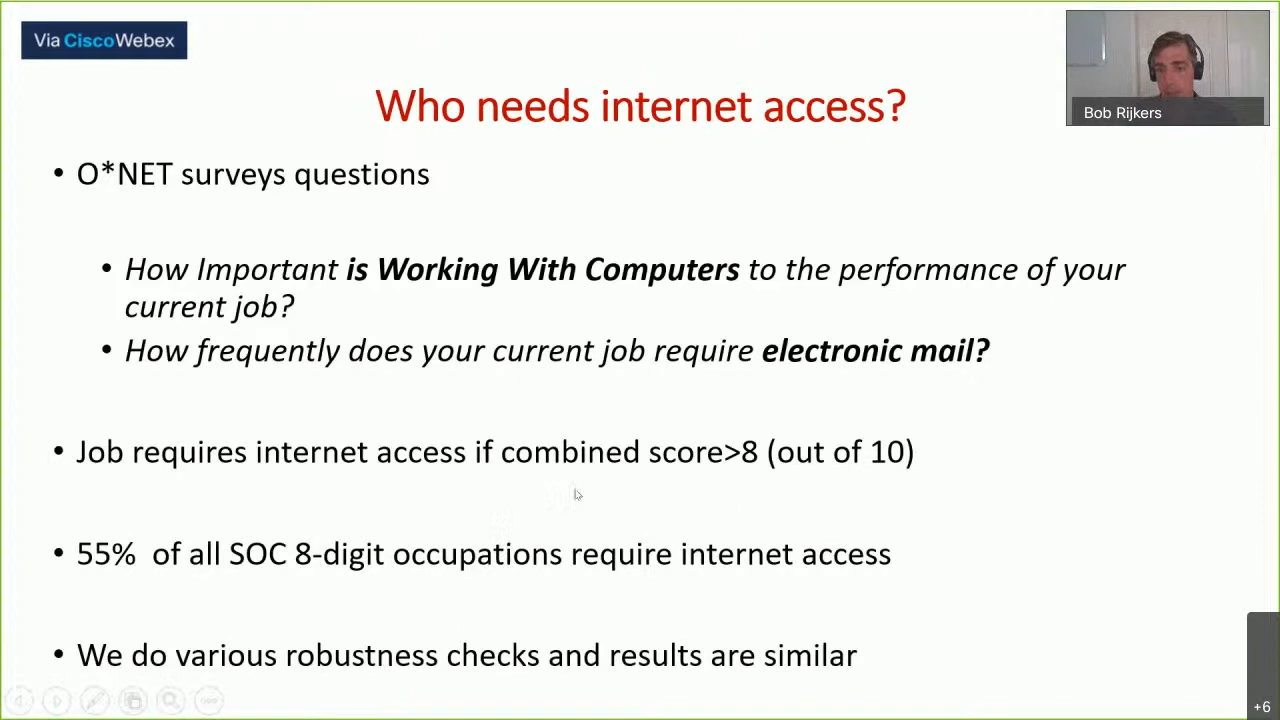 Via CiscoWebex
Who needs internet access?
Bob Rijkers
• O*NET surveys questions
• How Important is Working With Computers to the performance of your
current job?
• How frequently does your current job require electronic mail?
• Job requires internet access if combined score>8 (out of 10)
• 55%  of all SOC 8-digit occupations require internet access
• We do various robustness checks and results are similar
+6